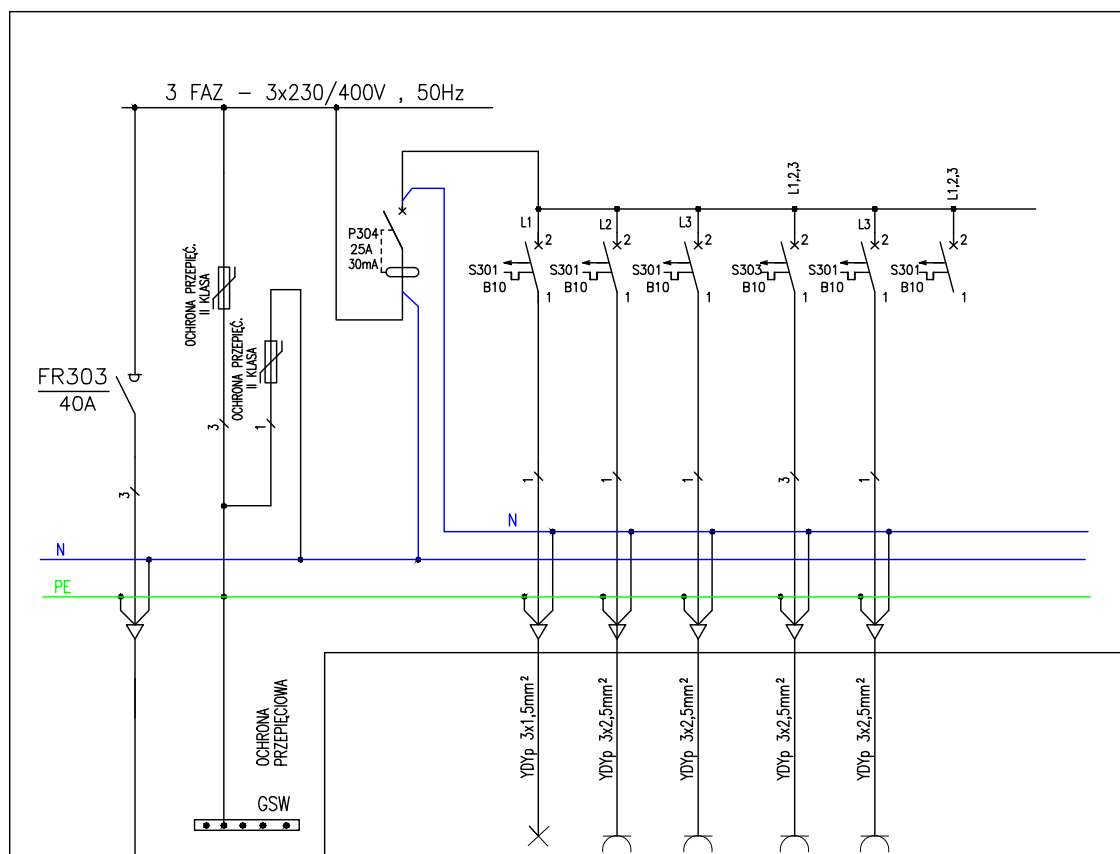 3 FAZ - 3x230/400V , 50Hz
L1,2,3
L1,2,3
P304
25A
30mA
L1
2
S301
B10
1
L2
2
S301
B10
1
L3
2
S301
B10
1
2
S303
B10
1
L3
2
S301
B10
1
2
S301
B10
1
OCHRONA PRZEPIĘĆ.
II KLASA
OCHRONA PRZEPIĘĆ.
II KLASA
FR303
40A
3
1
3
1
1
1
3
1
N
N
PE
OCHRONA
PRZEPIĘCIOWA
GSW
YDYp 3x1,5mm²
YDYp 3x2,5mm²
YDYp 3x2,5mm²
YDYp 3x2,5mm²
YDYp 3x2,5mm²